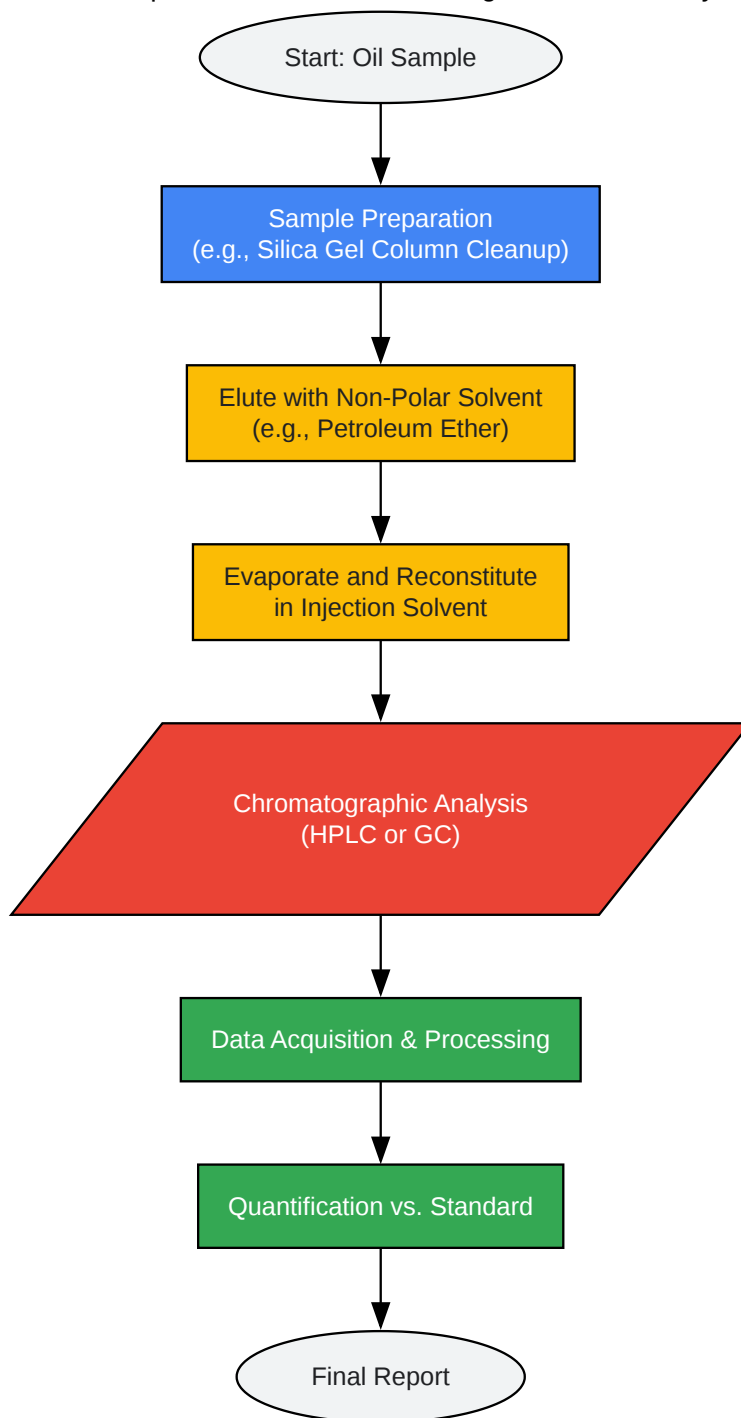 Start: Oil Sample
Sample Preparation
(e.g., Silica Gel Column Cleanup)
Elute with Non-Polar Solvent
(e.g., Petroleum Ether)
Evaporate and Reconstitute
in Injection Solvent
Chromatographic Analysis
(HPLC or GC)
Data Acquisition & Processing
Quantification vs. Standard
Final Report